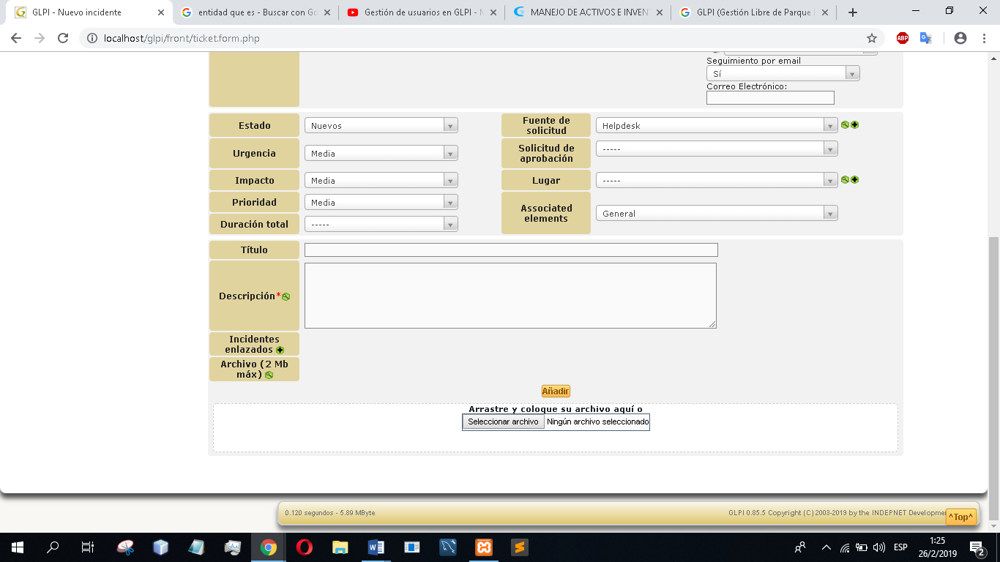 GLPI - Nuevo incidente
entidad que es - Buscar con Go
Gestión de usuarios en GLPI - 
MANEJO DE ACTIVOS E INVEN
GLPI (Gestión Libre de Parque 
localhost/glpi/front/ticket.form.php
ABP
Seguimiento por email
Sí
Correo Electrónico:
Estado
Nuevos
Fuente de
solicitud
Helpdesk
Urgencia
Media
Solicitud de
aprobación
-----
Impacto
Media
Lugar
-----
Prioridad
Media
Associated
elements
General
Duración total
-----
Título
Descripción*
Incidentes
enlazados
Archivo (2 Mb
máx)
Añadir
Arrastre y coloque su archivo aquí o
Seleccionar archivo Ningún archivo seleccionado
0.120 segundos - 5.89 MByte
GLPI 0.85.5 Copyright (C) 2003-2019 by the INDEPNET Developme
^Top^
ESP
1:25
26/2/2019
2